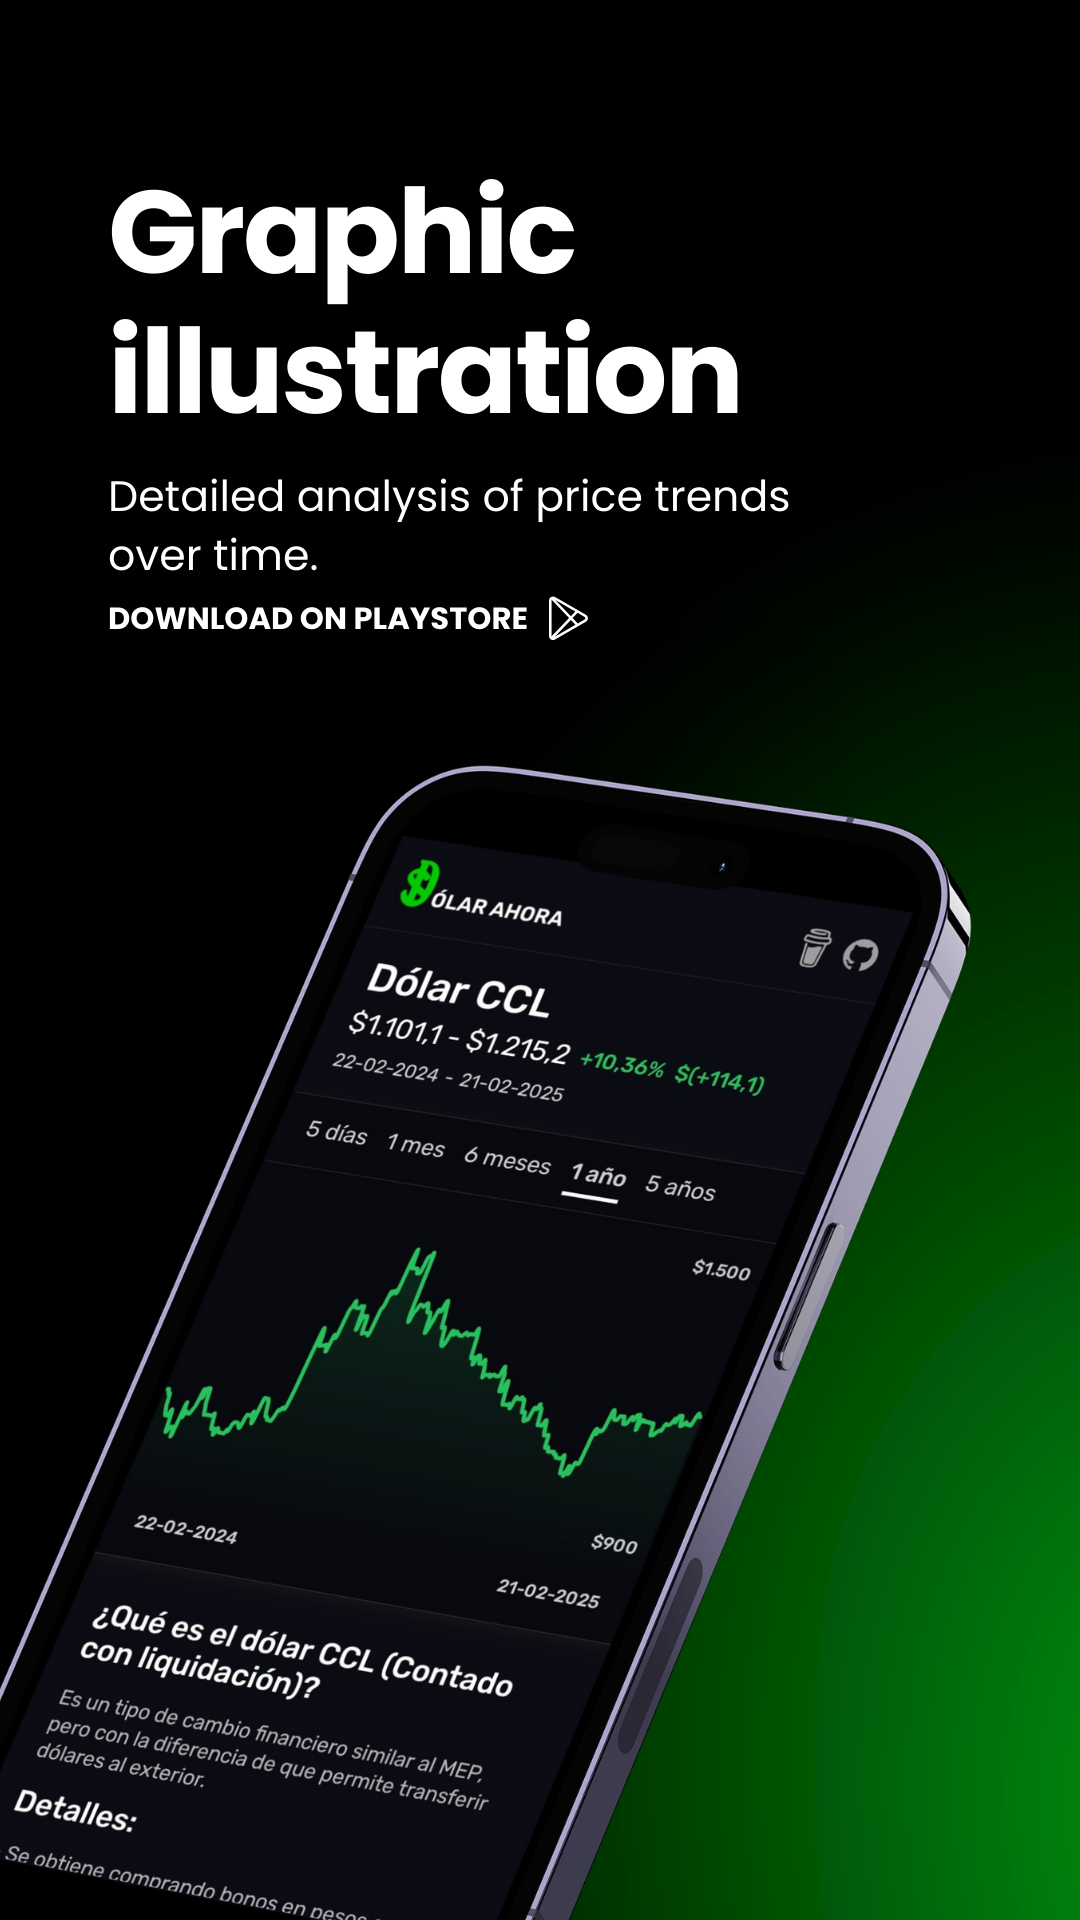 Graphic
illustration
Detailed analysis of price trends
over time.
DOWNLOAD ON PLAYSTORE
DÓLAR AHORA
Dólar CCL
$1.101,1 - $1.215,2 +10,36% $(+114,1)
22-02-2024 - 21-02-2025
5 días 1 mes 6 meses 1 año 5 años
$1.500
$900
22-02-2024
21-02-2025
¿Qué es el dólar CCL (Contado
con liquidación)?
Es un tipo de cambio financiero similar al MEP,
pero con la diferencia de que permite transferir
dólares al exterior.
Detalles:
Se obtiene comprando bonos en pesos